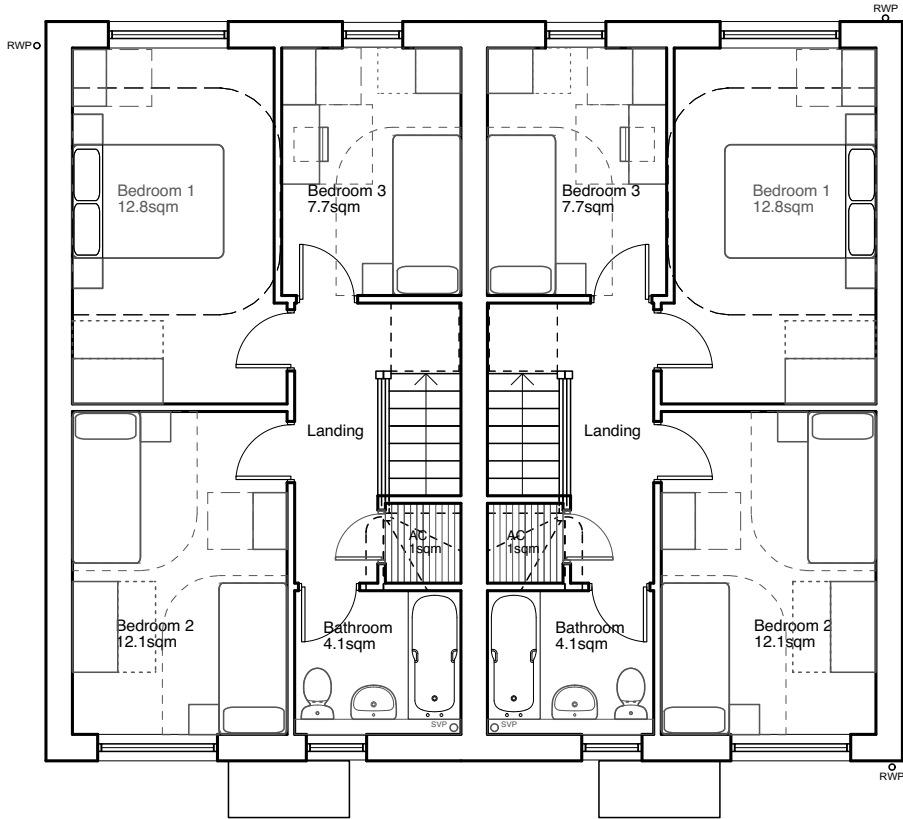 RWP
RWP
Bedroom 1
12.8sqm
Bedroom 3
7.7sqm
Bedroom 3
7.7sqm
Bedroom 1
12.8sqm
Landing
Landing
AC
1sqm
AC
1sqm
Bedroom 2
12.1sqm
Bathroom
4.1sqm
Bathroom
4.1sqm
Bedroom 2
12.1sqm
SVP
SVP
RWP